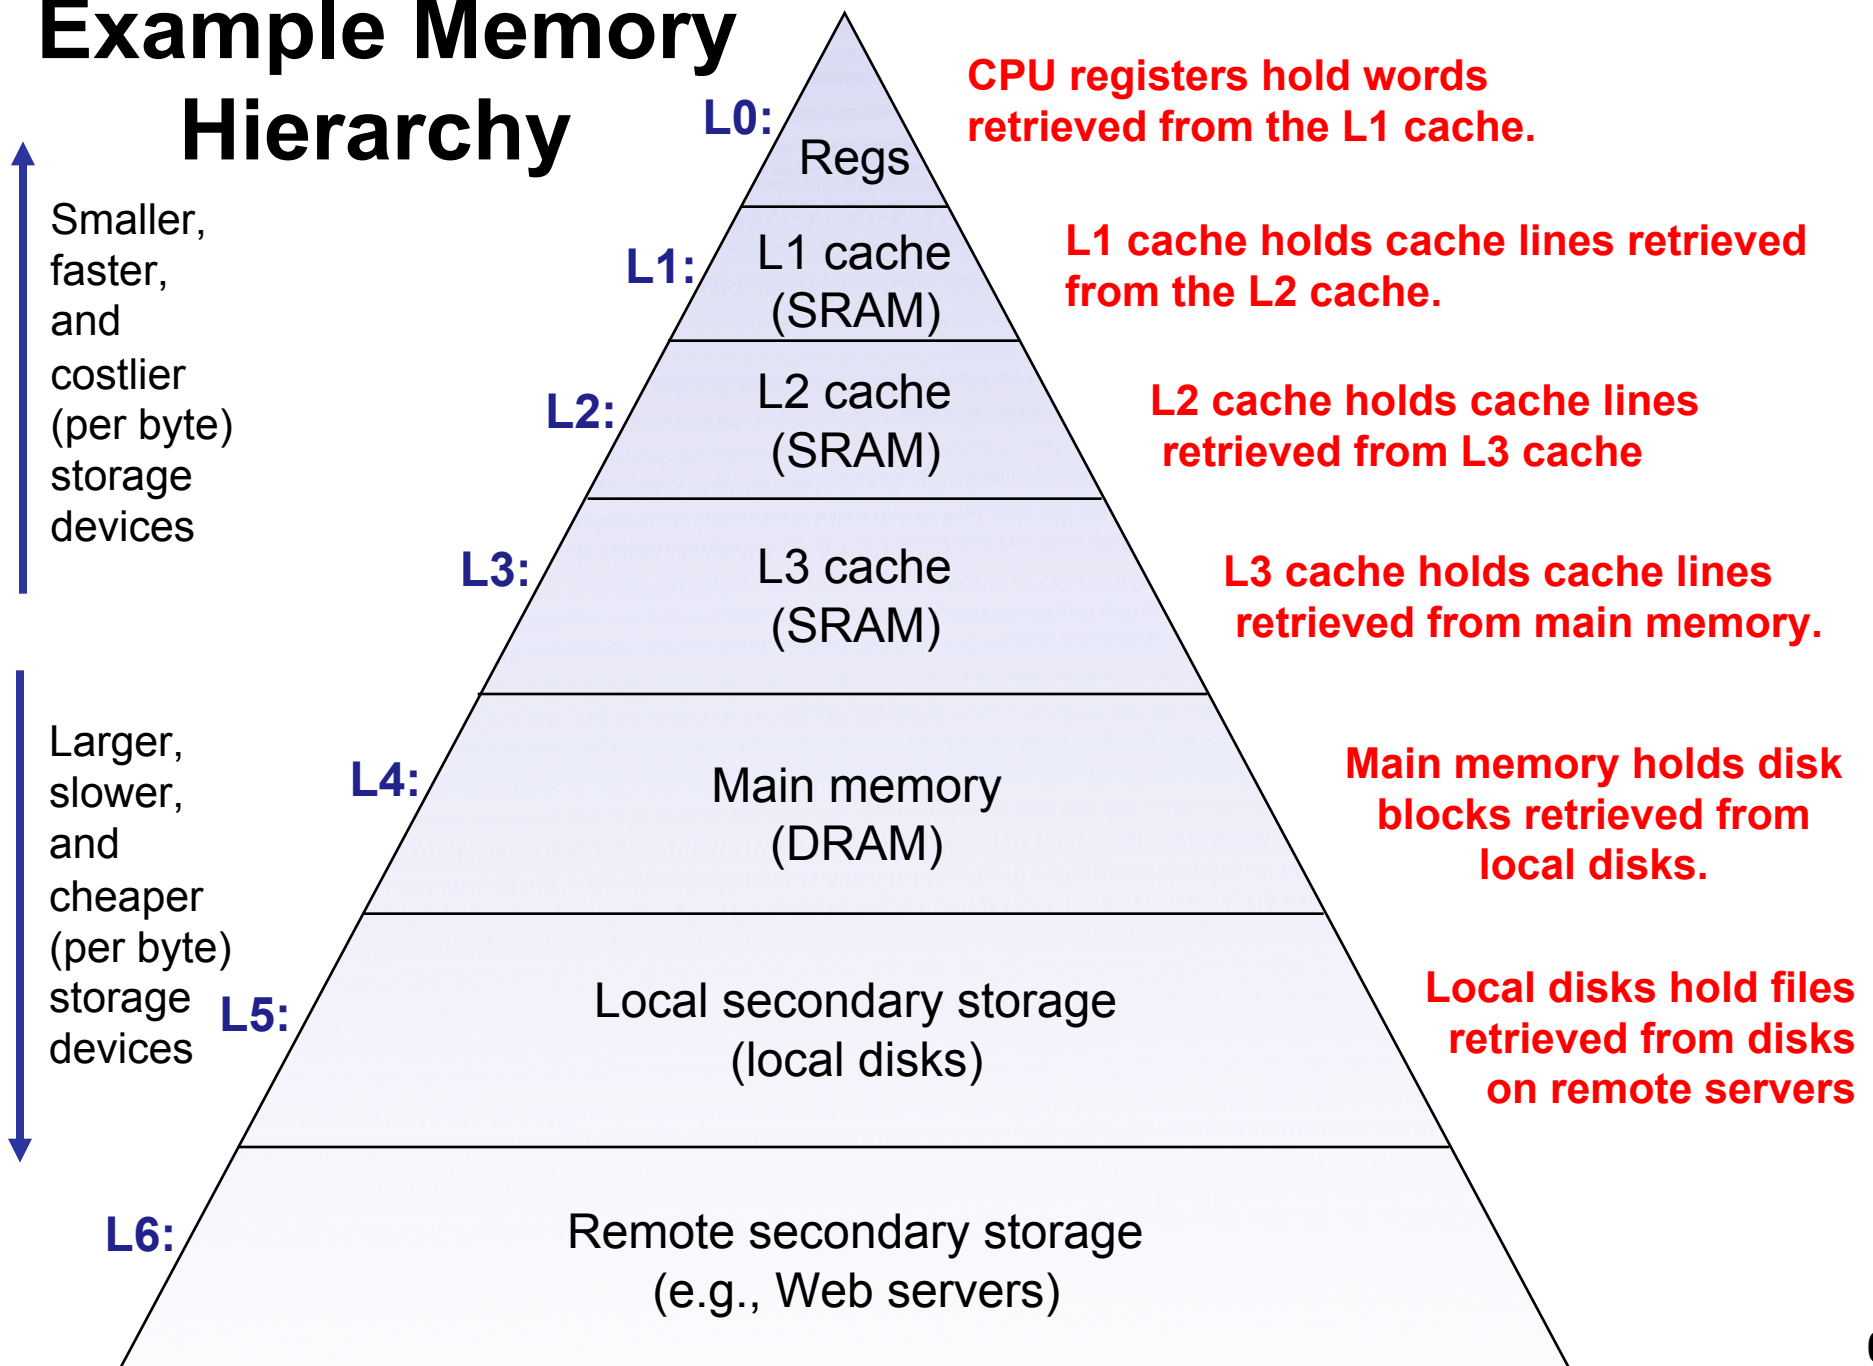 Example Memory
Hierarchy
Smaller,
faster,
and
costlier
(per byte)
storage
devices
Larger,
slower,
and
cheaper
(per byte)
storage
devices
L0:
Regs
CPU registers hold words
retrieved from the L1 cache.
L1:
L1 cache
(SRAM)
L1 cache holds cache lines retrieved
from the L2 cache.
L2:
L2 cache
(SRAM)
L2 cache holds cache lines
retrieved from L3 cache
L3:
L3 cache
(SRAM)
L3 cache holds cache lines
retrieved from main memory.
L4:
Main memory
(DRAM)
Main memory holds disk
blocks retrieved from
local disks.
L5:
Local secondary storage
(local disks)
Local disks hold files
retrieved from disks
on remote servers
L6:
Remote secondary storage
(e.g., Web servers)